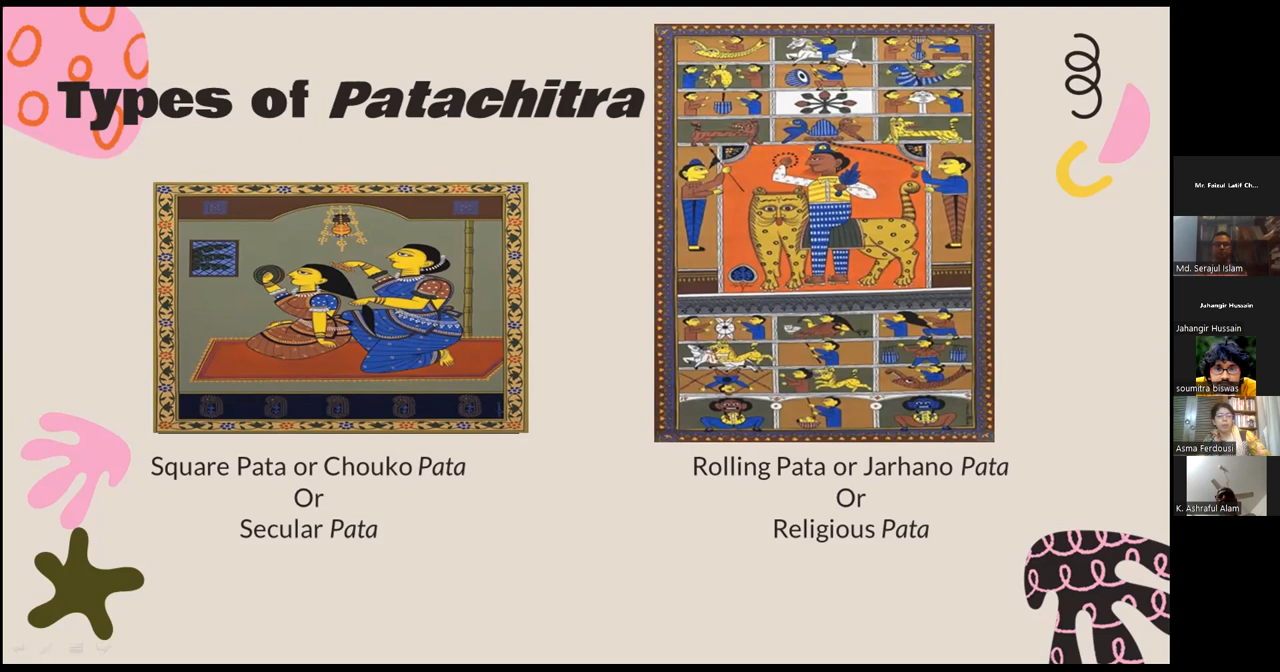 Types of Patachitra
Square Pata or Chouko Pata
Or
Secular Pata
Rolling Pata or Jarhano Pata
Or
Religious Pata
Mr. Faizul Latif Ch...
Md. Serajul Islam
Jahangir Hussain
Jahangir Hussain
soumitra biswas
Asma Ferdousi
K. Ashraful Alam